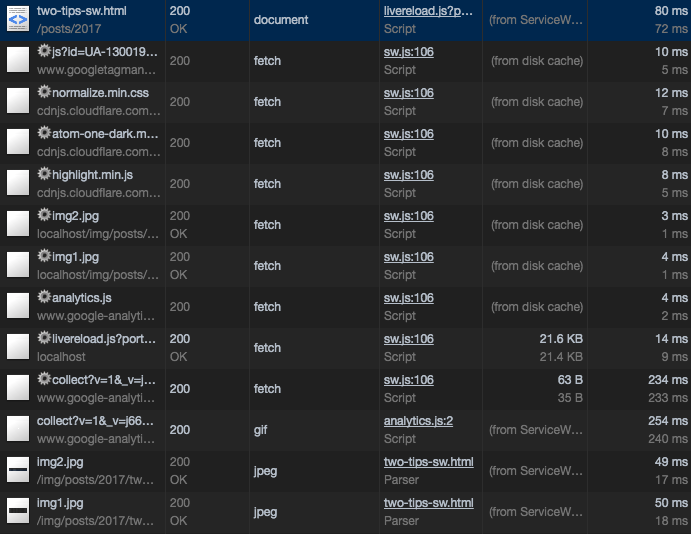 two-tips-sw.html 200 document livereload.js?p… (from ServiceW… 80 ms
/posts/2017 OK Script 72 ms
js?id=UA-130019… 200 fetch sw.js:106 (from disk cache) 10 ms
www.googletagman… Script 5 ms
normalize.min.css 200 fetch sw.js:106 (from disk cache) 12 ms
cdnjs.cloudflare.com… Script 7 ms
atom-one-dark.m… 200 fetch sw.js:106 (from disk cache) 10 ms
cdnjs.cloudflare.com… Script 8 ms
highlight.min.js 200 fetch sw.js:106 (from disk cache) 8 ms
cdnjs.cloudflare.com… Script 5 ms
img2.jpg 200 fetch sw.js:106 (from disk cache) 3 ms
localhost/img/posts/… OK Script 1 ms
img1.jpg 200 fetch sw.js:106 (from disk cache) 4 ms
localhost/img/posts/… OK Script 1 ms
analytics.js 200 fetch sw.js:106 (from disk cache) 4 ms
www.google-analyti… Script 2 ms
livereload.js?port… 200 fetch sw.js:106 21.6 KB 14 ms
localhost OK Script 21.4 KB 9 ms
collect?v=1&_v=j… 200 fetch sw.js:106 63 B 234 ms
www.google-analyti… Script 35 B 233 ms
collect?v=1&_v=j66… 200 gif analytics.js:2 (from ServiceW… 254 ms
www.google-analyti… Script 240 ms
img2.jpg 200 jpeg two-tips-sw.html (from ServiceW… 49 ms
/img/posts/2017/tw… OK Parser 17 ms
img1.jpg 200 jpeg two-tips-sw.html (from ServiceW… 50 ms
/img/posts/2017/tw… OK Parser 18 ms